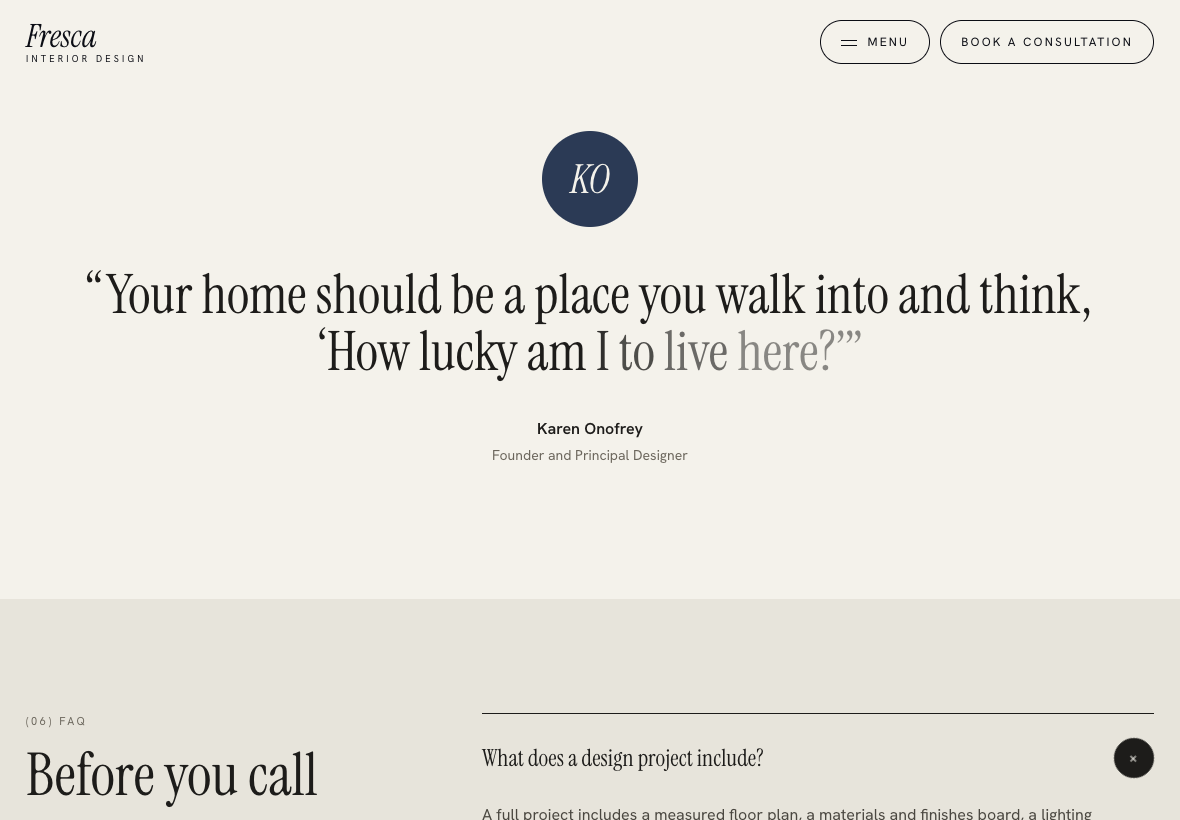 Fresca
INTERIOR DESIGN
MENU
BOOK A CONSULTATION
KO
“Your home should be a place you walk into and think,
‘How lucky am I to live here?’”
Karen Onofrey
Founder and Principal Designer
(06) FAQ
Before you call
What does a design project include?
A full project includes a measured floor plan, a materials and finishes board, a lighting